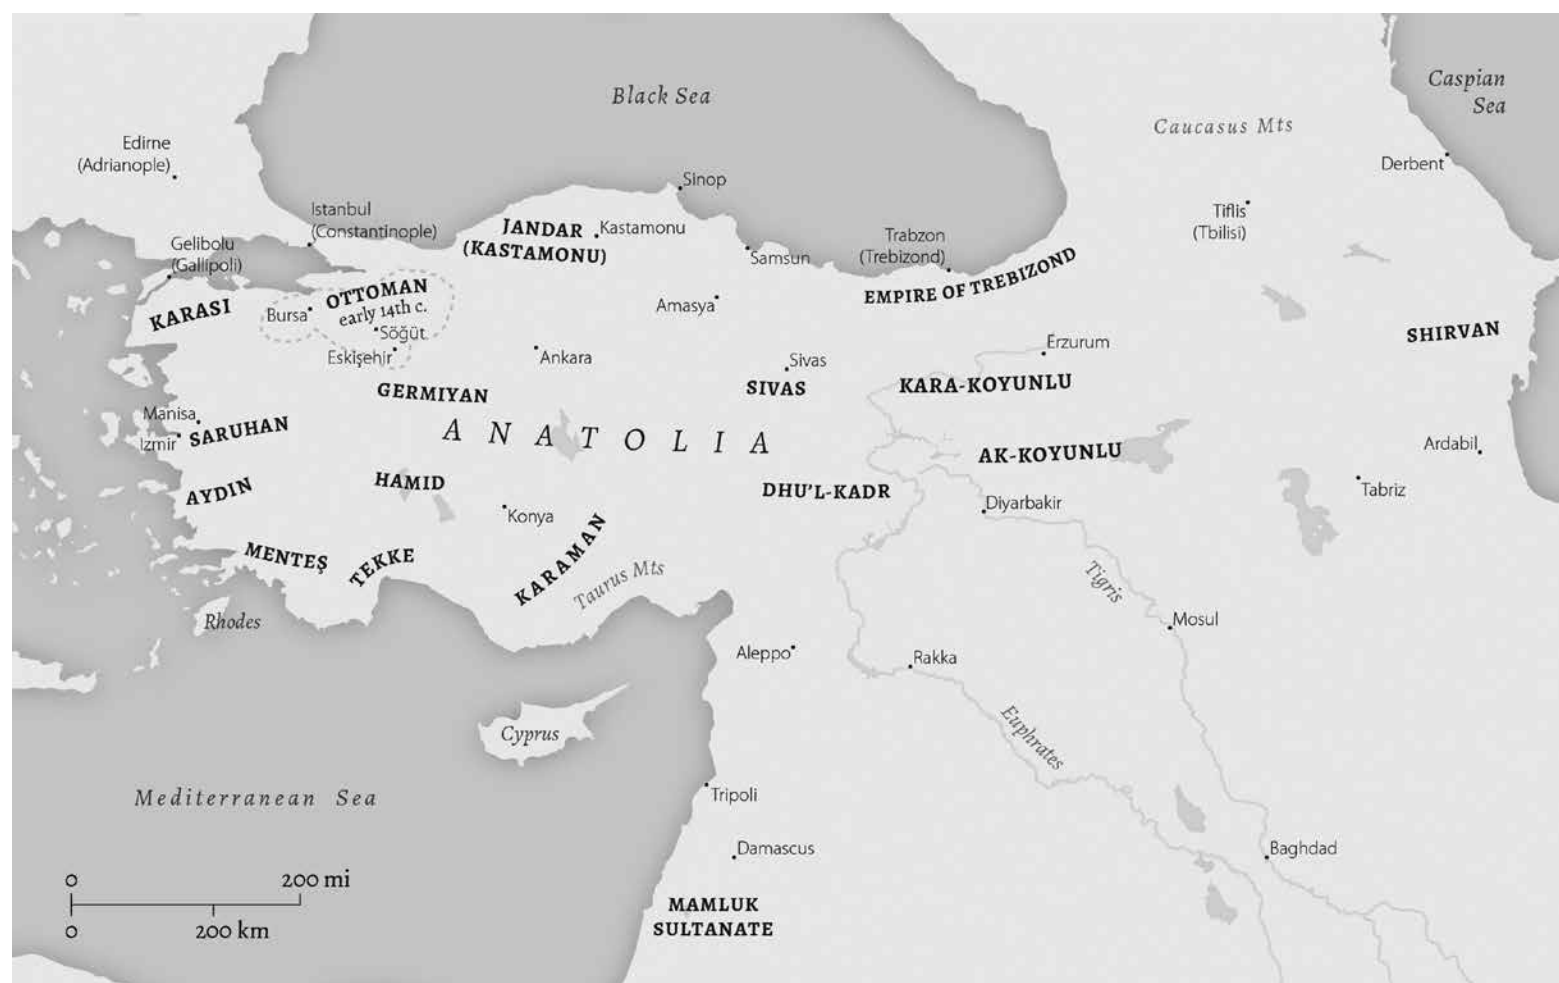 Black Sea
Caspian
Sea
Caucasus Mts
Edirne
(Adrianople)
Derbent
Sinop
Istanbul
(Constantinople)
Tiflis
(Tbilisi)
JANDAR
(KASTAMONU)
Kastamonu
Gelibolu
(Gallipoli)
Trabzon
(Trebizond)
Samsun
EMPIRE OF TREBIZOND
OTTOMAN
early 14th c.
KARASI
Bursa
Amasya
Söğüt
Eskişehir
Ankara
Erzurum
SHIRVAN
Sivas
SIVAS
KARA-KOYUNLU
GERMIYAN
Manisa
Izmir
SARUHAN
ANATOLIA
AK-KOYUNLU
Ardabil
AYDIN
HAMID
DHU'L-KADR
Tabriz
Konya
Diyarbakir
KARAMAN
MENTEŞ
TEKKE
Taurus Mts
Tigris
Rhodes
Mosul
Aleppo
Rakka
Cyprus
Euphrates
Mediterranean Sea
Tripoli
Damascus
Baghdad
0 200 mi
0 200 km
MAMLUK
SULTANATE